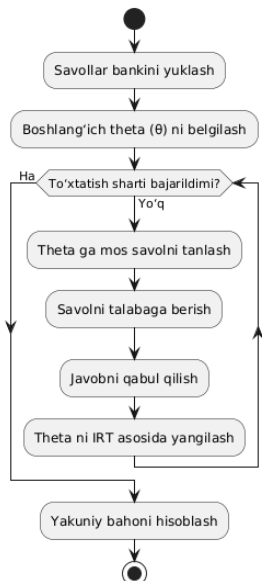 Savollar bankini yuklash
Boshlang‘ich theta (θ) ni belgilash
Ha
To‘xtatish sharti bajarildimi?
Yo‘q
Theta ga mos savolni tanlash
Savolni talabaga berish
Javobni qabul qilish
Theta ni IRT asosida yangilash
Yakuniy bahoni hisoblash